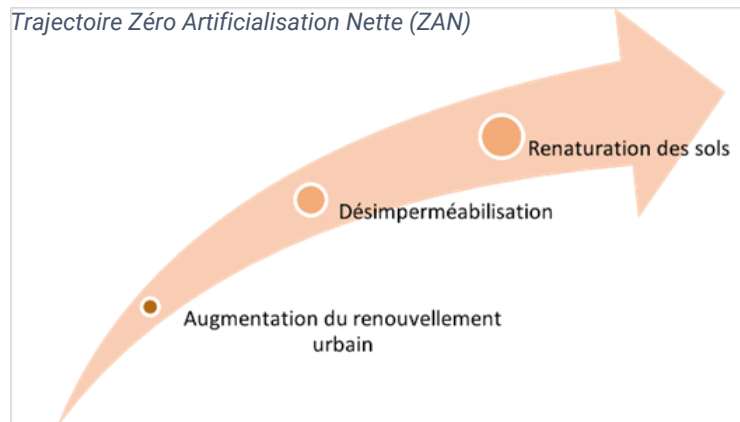 Trajectoire Zéro Artificialisation Nette (ZAN)
Renaturation des sols
Désimperméabilisation
Augmentation du renouvellement
urbain